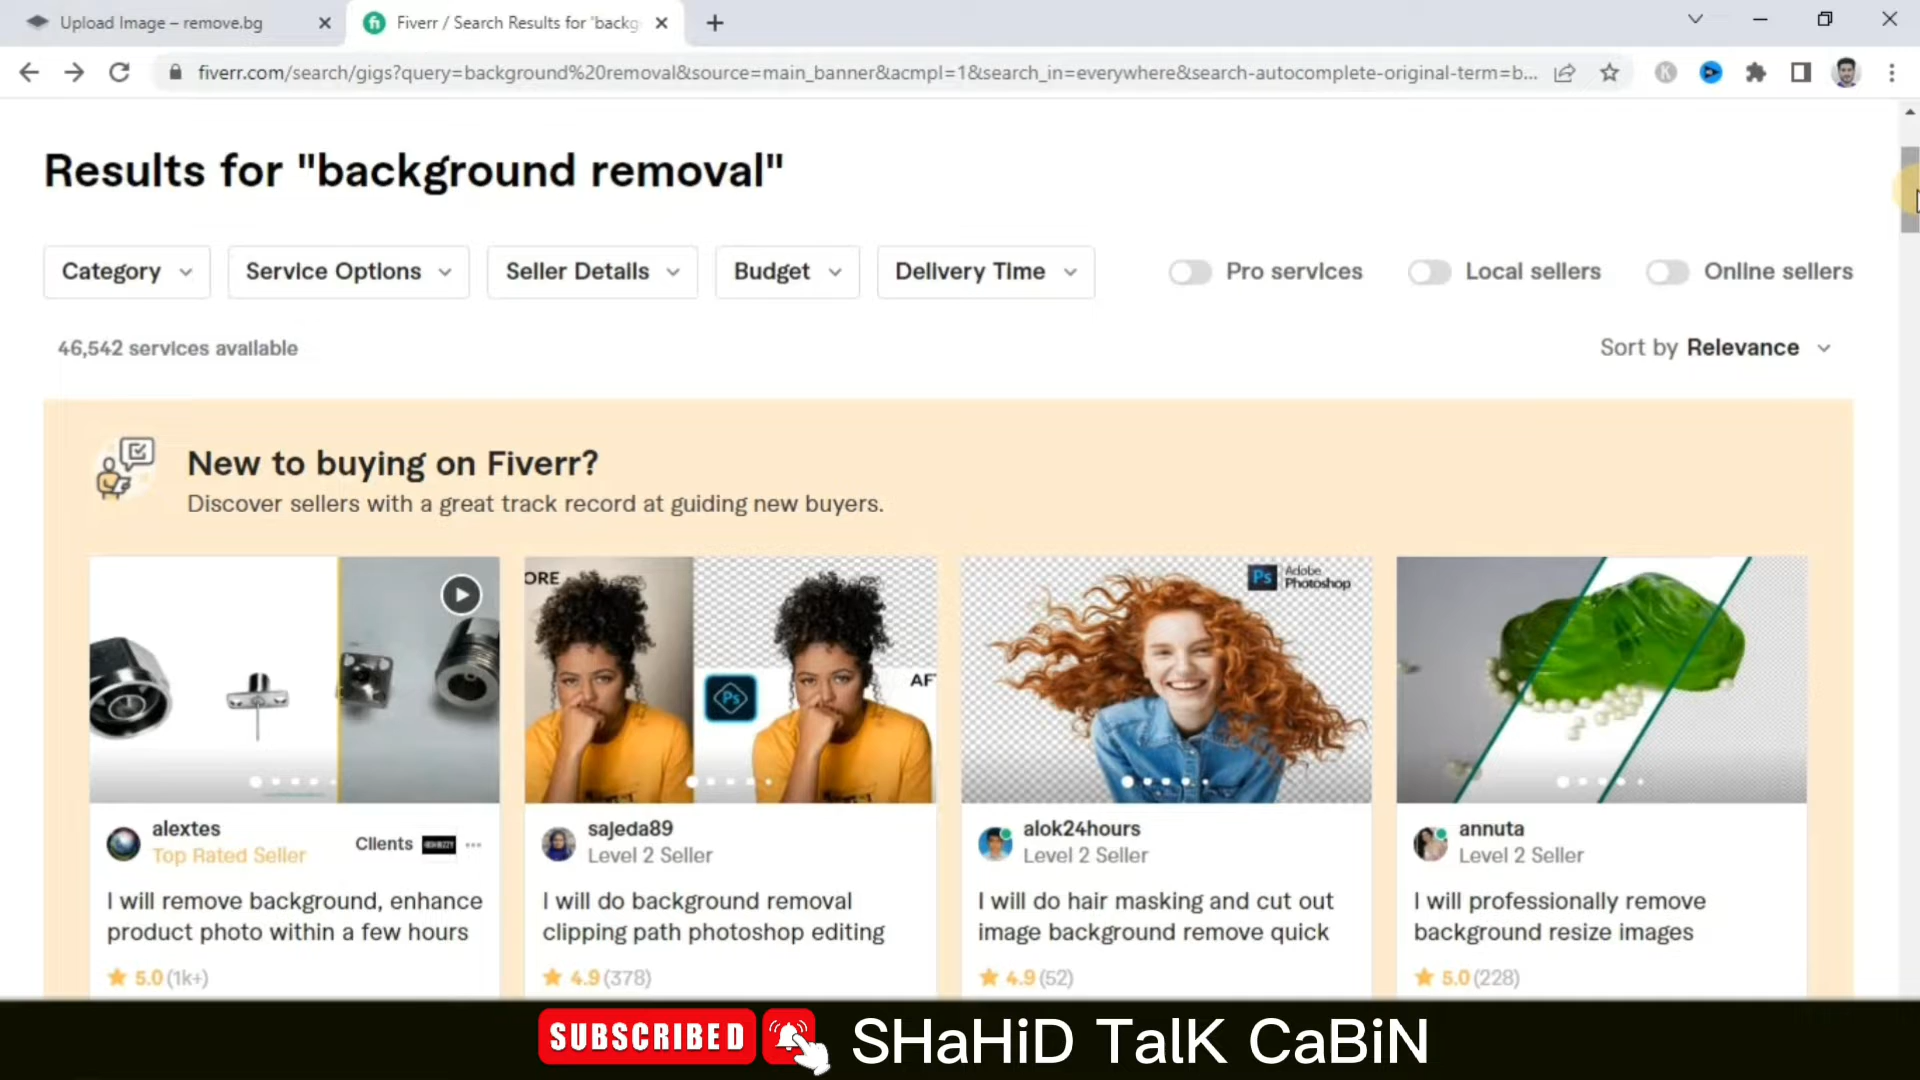 Upload Image – remove.bg
Fiverr / Search Results for 'backg
fiverr.com/search/gigs?query=background%20removal&source=main_banner&acmpl=1&search_in=everywhere&search-autocomplete-original-term=b...
Results for "background removal"
Category
Service Options
Seller Details
Budget
Delivery Time
Pro services
Local sellers
Online sellers
46,542 services available
Sort by Relevance
New to buying on Fiverr?
Discover sellers with a great track record at guiding new buyers.
ORE
Ps
AF
Ps Adobe
Photoshop
alextes
Top Rated Seller
Clients
I will remove background, enhance
product photo within a few hours
5.0 (1k+)
sajeda89
Level 2 Seller
I will do background removal
clipping path photoshop editing
4.9 (378)
alok24hours
Level 2 Seller
I will do hair masking and cut out
image background remove quick
4.9 (52)
annuta
Level 2 Seller
I will professionally remove
background resize images
5.0 (228)
SUBSCRIBED
SHaHiD TalK CaBiN